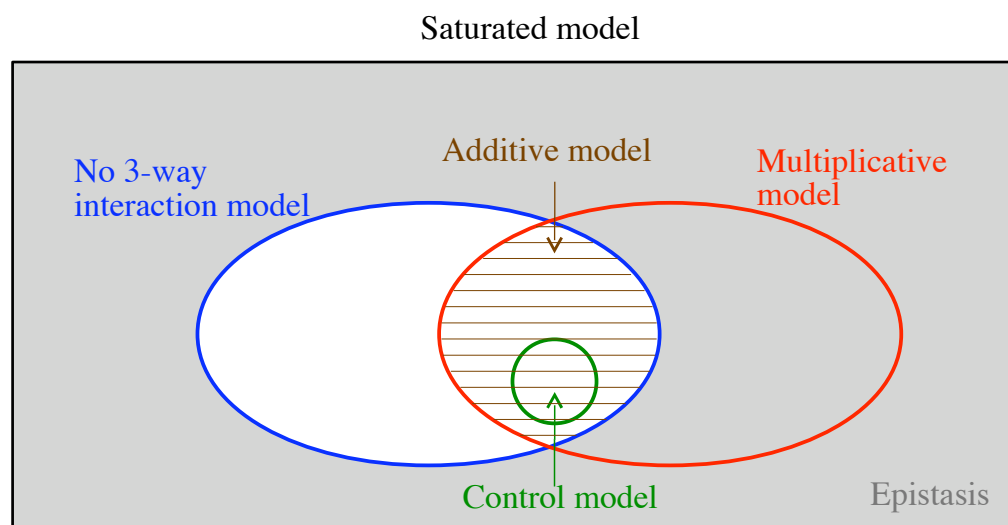 Saturated model
Additive model
No 3-way
interaction model
Multiplicative
model
Control model
Epistasis